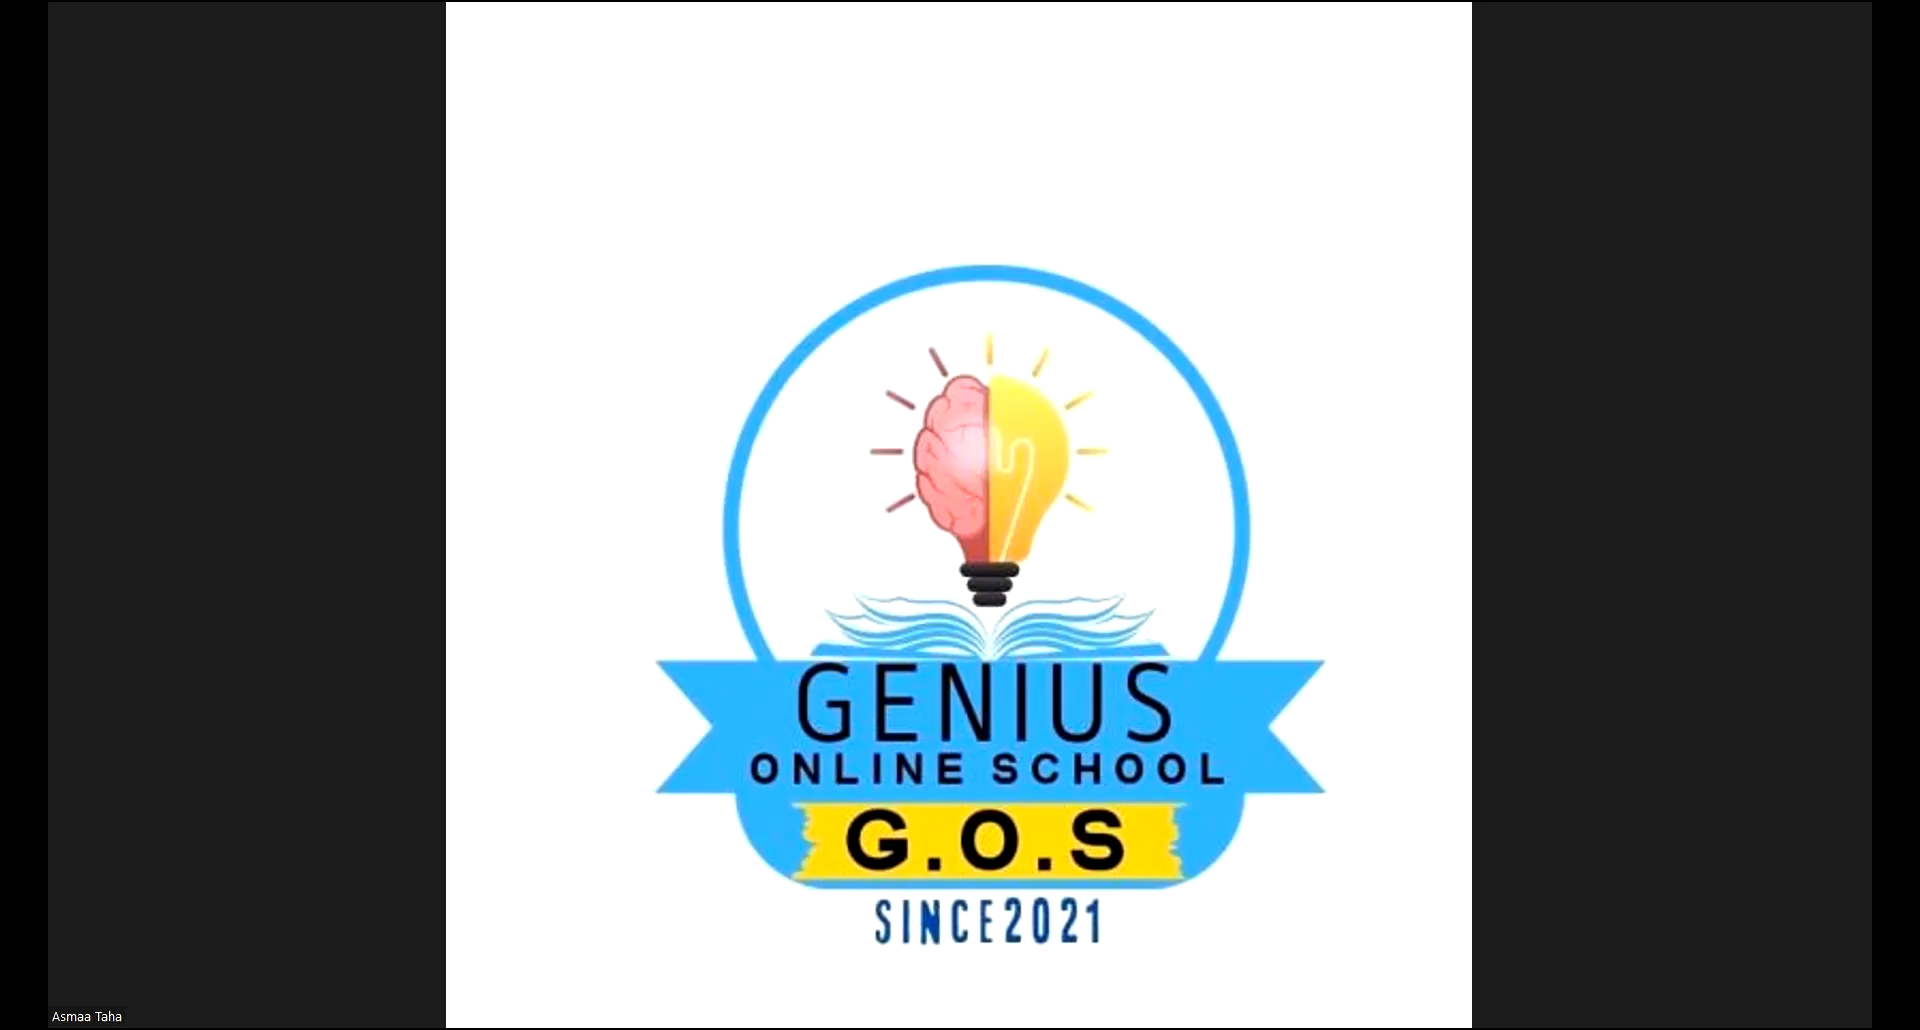 GENIUS
ONLINE SCHOOL
G.O.S
SINCE2021
Asmaa Taha